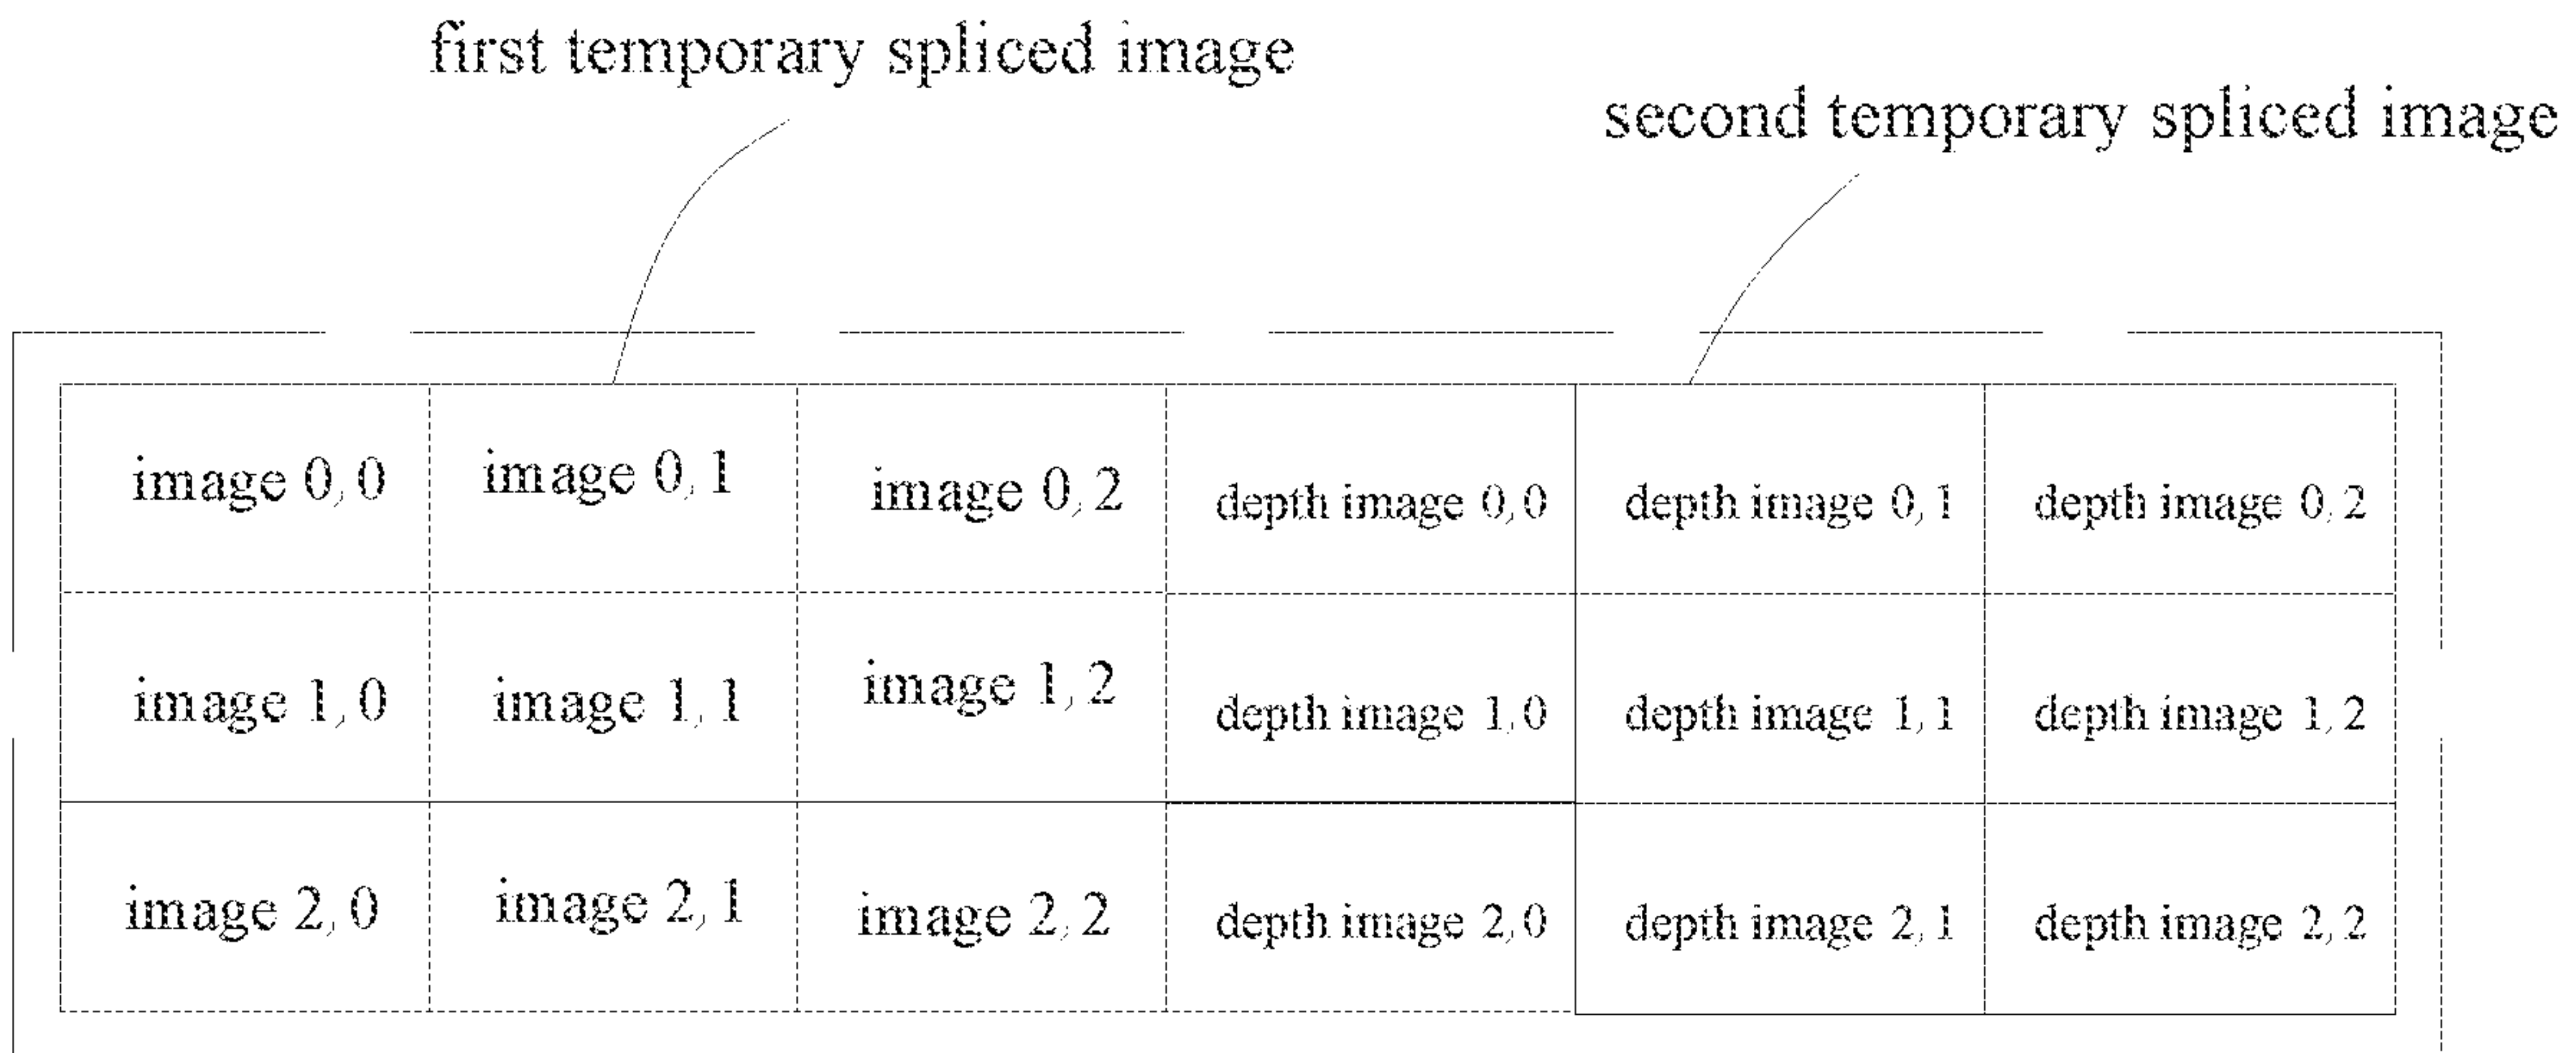 first temporary spliced image
second temporary spliced image
image 0, 0 image 0, 1 image 0, 2 depth image 0, 0 depth image 0, 1 depth image 0, 2
image 1, 0 image 1, 1 image 1, 2 depth image 1, 0 depth image 1, 1 depth image 1, 2
image 2, 0 image 2, 1 image 2, 2 depth image 2, 0 depth image 2, 1 depth image 2, 2